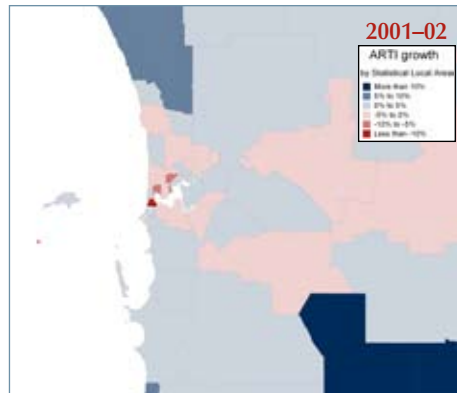 2001–02
ARTI growth
by Statistical Local Areas
More than 10%
5% to 10%
0% to 5%
-5% to 0%
-10% to -5%
Less than -10%